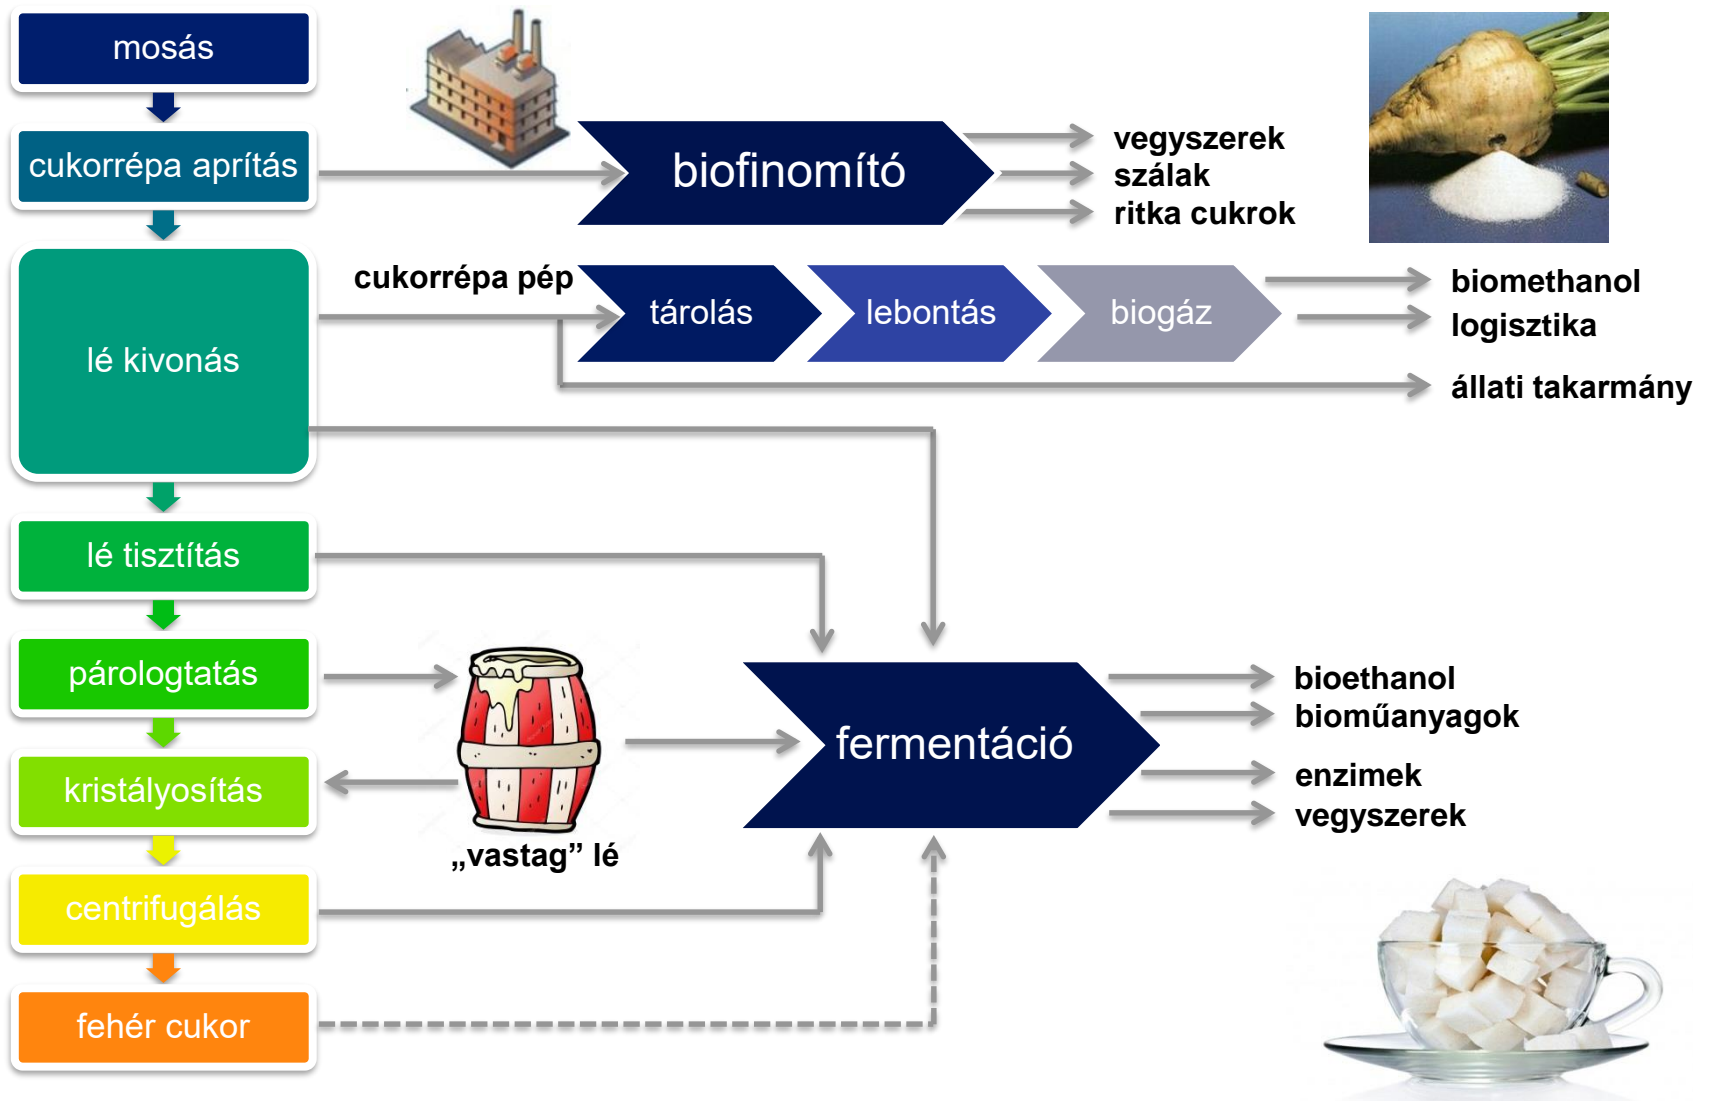 mosás
cukorrépa aprítás
lé kivonás
lé tisztítás
párologtatás
kristályosítás
centrifugálás
fehér cukor
biofinomító
vegyszerek
szálak
ritka cukrok
cukorrépa pép
tárolás
lebontás
biogáz
biomethanol
logisztika
állati takarmány
„vastag” lé
fermentáció
bioethanol
bioműanyagok
enzimek
vegyszerek